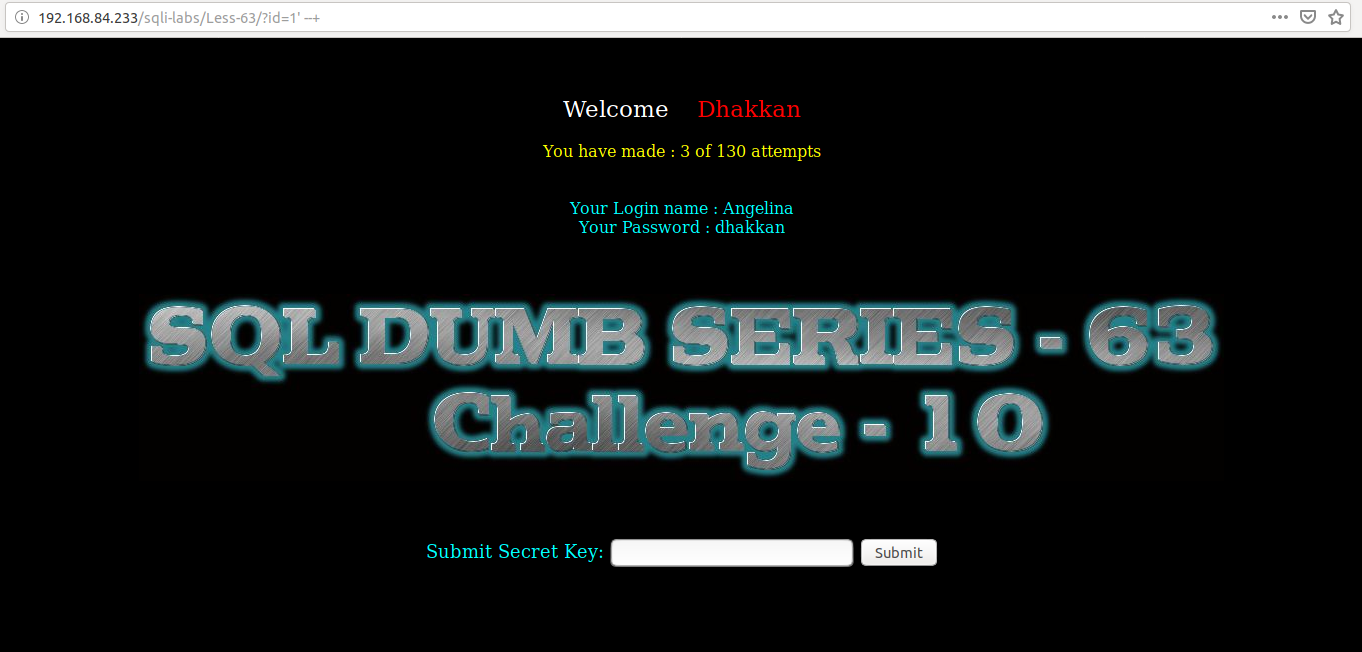 192.168.84.233/sqli-labs/Less-63/?id=1' --+
Welcome Dhakkan
You have made : 3 of 130 attempts
Your Login name : Angelina
Your Password : dhakkan
SQL DUMB SERIES - 63
Challenge - 10
Submit Secret Key: Submit